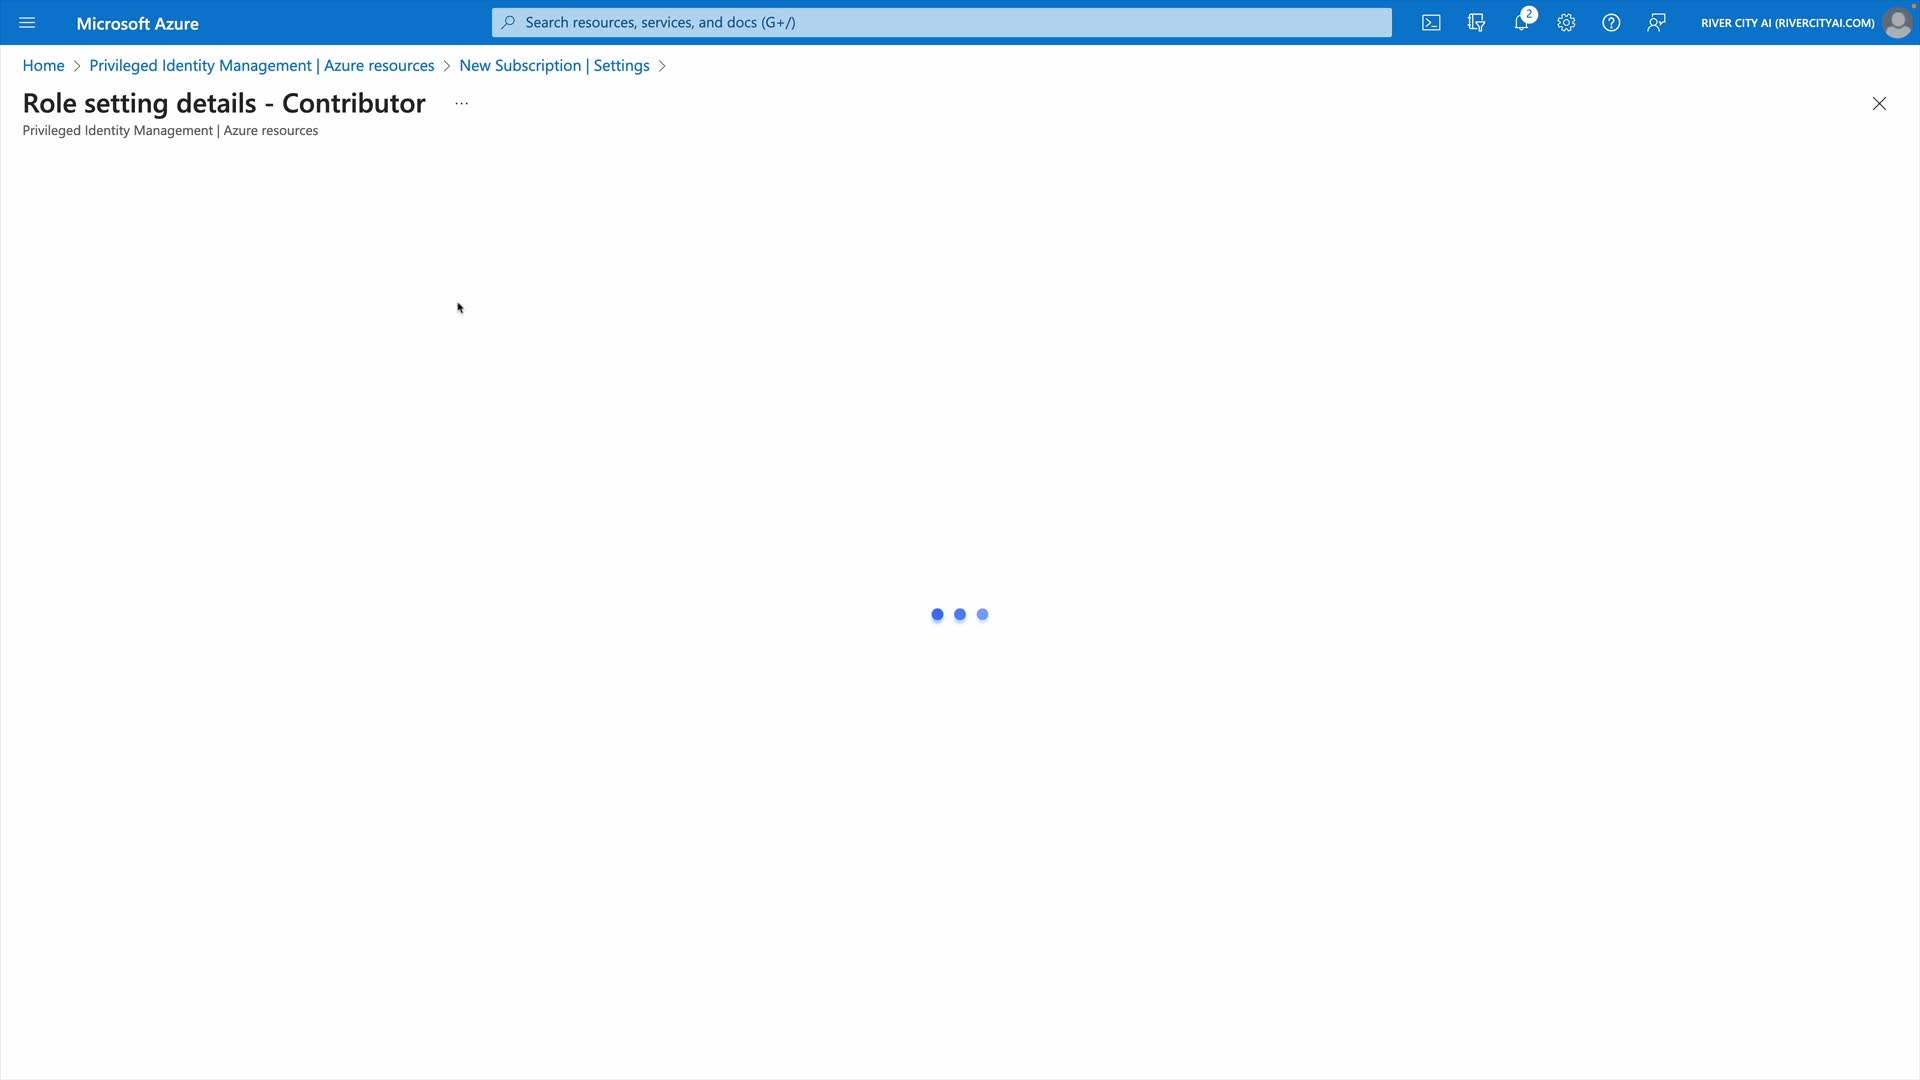 Microsoft Azure
Search resources, services, and docs (G+/)
2
RIVER CITY AI (RIVERCITYAI.COM)
Home > Privileged Identity Management | Azure resources > New Subscription | Settings >
Role setting details - Contributor ...
Privileged Identity Management | Azure resources